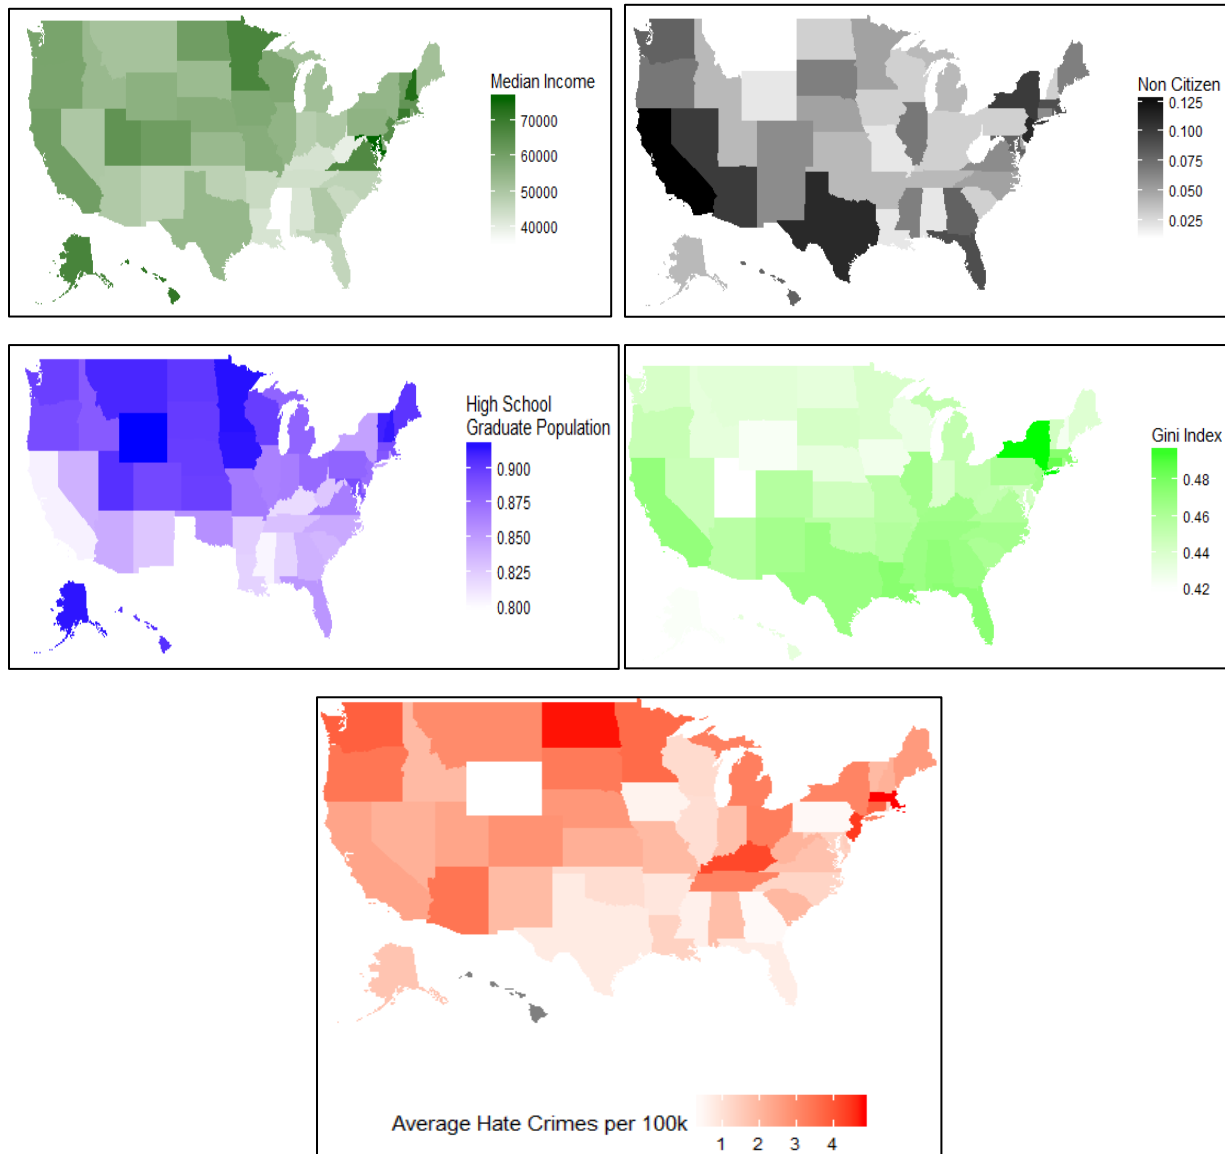 Median Income
70000
60000
50000
40000
Non Citizen
0.125
0.100
0.075
0.050
0.025
High School
Graduate Population
0.900
0.875
0.850
0.825
0.800
Gini Index
0.48
0.46
0.44
0.42
Average Hate Crimes per 100k
1 2 3 4